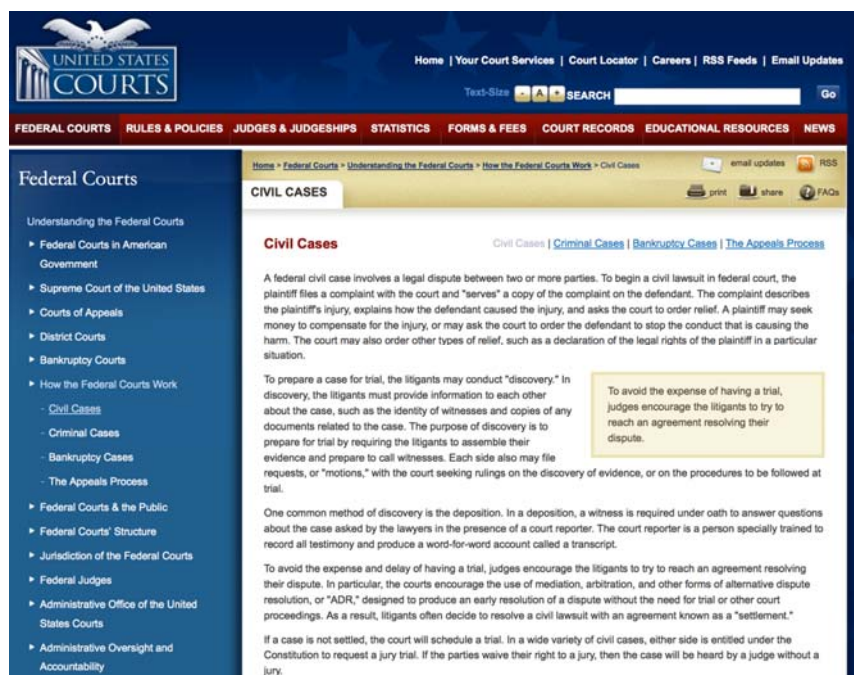 UNITED STATES
COURTS
Home | Your Court Services | Court Locator | Careers | RSS Feeds | Email Updates
Text-Size - A + SEARCH Go
FEDERAL COURTS RULES & POLICIES JUDGES & JUDGESHIPS STATISTICS FORMS & FEES COURT RECORDS EDUCATIONAL RESOURCES NEWS
Federal Courts
Understanding the Federal Courts
Federal Courts in American
Government
Supreme Court of the United States
Courts of Appeals
District Courts
Bankruptcy Courts
How the Federal Courts Work
- Civil Cases
- Criminal Cases
- Bankruptcy Cases
- The Appeals Process
Federal Courts & the Public
Federal Courts' Structure
Jurisdiction of the Federal Courts
Federal Judges
Administrative Office of the United
States Courts
Administrative Oversight and
Accountability
Home > Federal Courts > Understanding the Federal Courts > How the Federal Courts Work > Civil Cases
email updates RSS
CIVIL CASES
print share FAQs
Civil Cases
Civil Cases | Criminal Cases | Bankruptcy Cases | The Appeals Process
A federal civil case involves a legal dispute between two or more parties. To begin a civil lawsuit in federal court, the
plaintiff files a complaint with the court and "serves" a copy of the complaint on the defendant. The complaint describes
the plaintiff's injury, explains how the defendant caused the injury, and asks the court to order relief. A plaintiff may seek
money to compensate for the injury, or may ask the court to order the defendant to stop the conduct that is causing the
harm. The court may also order other types of relief, such as a declaration of the legal rights of the plaintiff in a particular
situation.
To prepare a case for trial, the litigants may conduct "discovery." In
discovery, the litigants must provide information to each other
about the case, such as the identity of witnesses and copies of any
documents related to the case. The purpose of discovery is to
prepare for trial by requiring the litigants to assemble their
evidence and prepare to call witnesses. Each side also may file
requests, or "motions," with the court seeking rulings on the discovery of evidence, or on the procedures to be followed at
trial.
To avoid the expense of having a trial,
judges encourage the litigants to try to
reach an agreement resolving their
dispute.
One common method of discovery is the deposition. In a deposition, a witness is required under oath to answer questions
about the case asked by the lawyers in the presence of a court reporter. The court reporter is a person specially trained to
record all testimony and produce a word-for-word account called a transcript.
To avoid the expense and delay of having a trial, judges encourage the litigants to try to reach an agreement resolving
their dispute. In particular, the courts encourage the use of mediation, arbitration, and other forms of alternative dispute
resolution, or "ADR," designed to produce an early resolution of a dispute without the need for trial or other court
proceedings. As a result, litigants often decide to resolve a civil lawsuit with an agreement known as a "settlement."
If a case is not settled, the court will schedule a trial. In a wide variety of civil cases, either side is entitled under the
Constitution to request a jury trial. If the parties waive their right to a jury, then the case will be heard by a judge without a
jury.